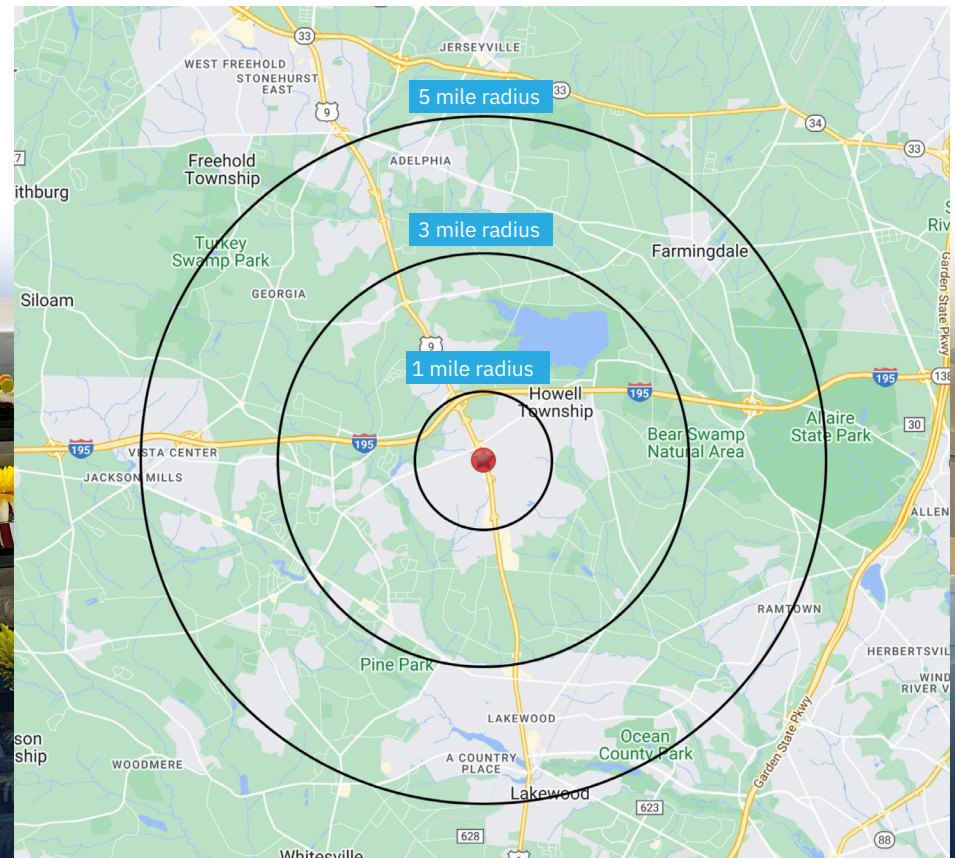 33
JERSEYVILLE
WEST FREEHOLD
STONEHURST
EAST
5 mile radius
33
9
34
33
Freehold
Township
ADELPHIA
ithburg
3 mile radius
Turkey
Swamp Park
Farmingdale
Riv
Garden State Pkwy
GEORGIA
Siloam
9
1 mile radius
195
138
Howell
Township
195
Allaire
State Park
30
195
195
VISTA CENTER
Bear Swamp
Natural Area
JACKSON MILLS
ALLEN
RAMTOWN
HERBERTSVIL
Pine Park
WIND
RIVER V
LAKEWOOD
Garden State Pkwy
son
ship
WOODMERE
A COUNTRY
PLACE
Ocean
County Park
Lakewood
623
628
88
Whitesville
9